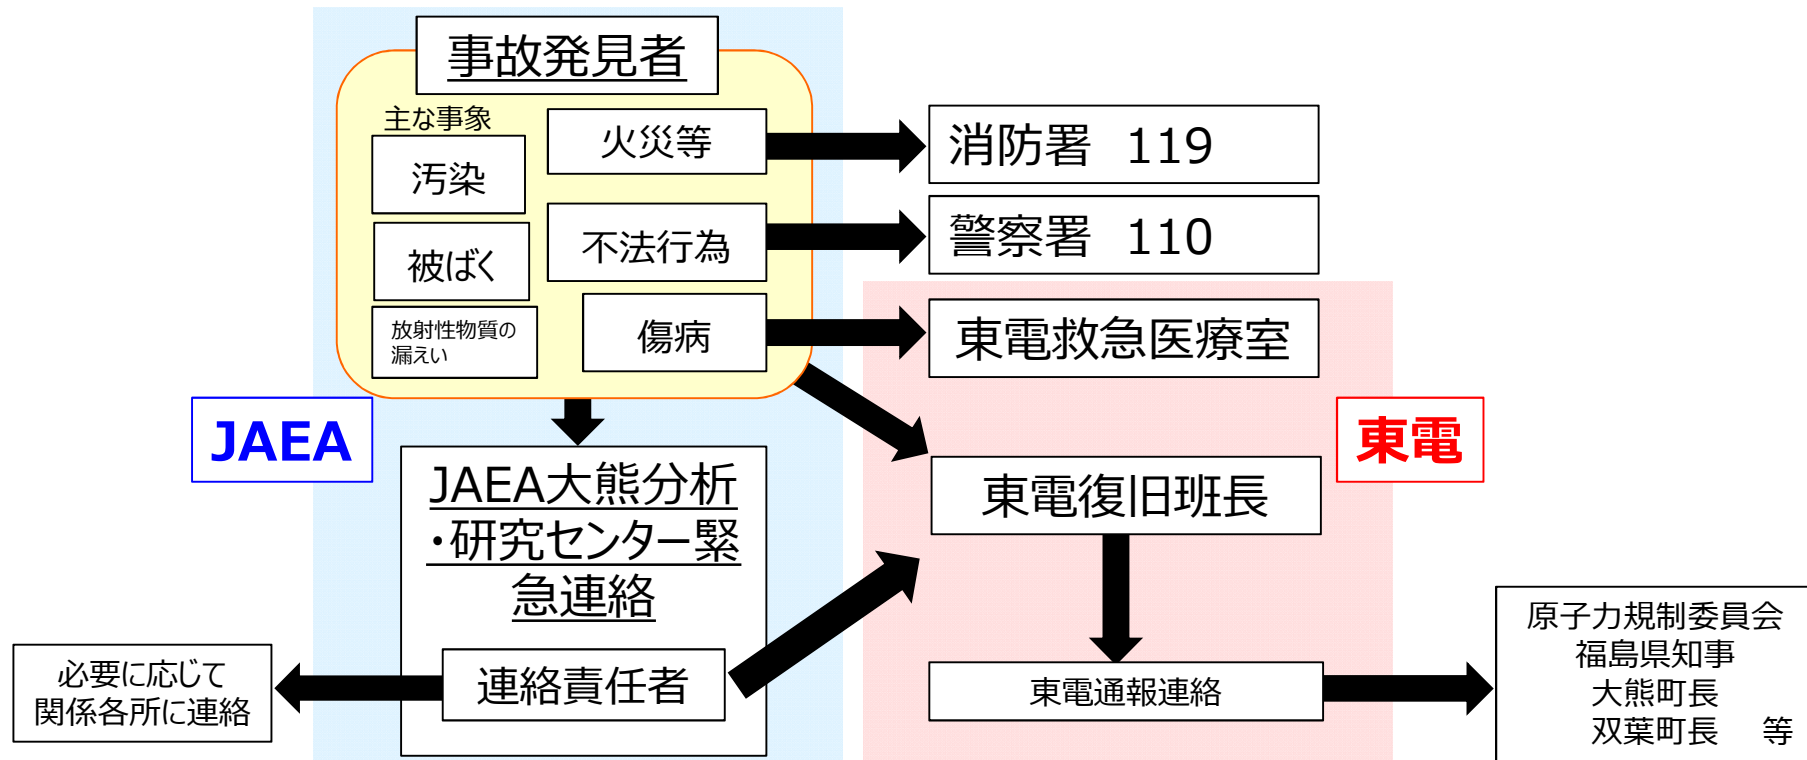 事故発見者
主な事象
汚染
被ばく
放射性物質の
漏えい
火災等
不法行為
傷病
消防署　119
警察署　110
東電救急医療室
JAEA
東電
JAEA大熊分析
・研究センター緊
急連絡
連絡責任者
必要に応じて
関係各所に連絡
東電復旧班長
東電通報連絡
原子力規制委員会
福島県知事
大熊町長
双葉町長　等